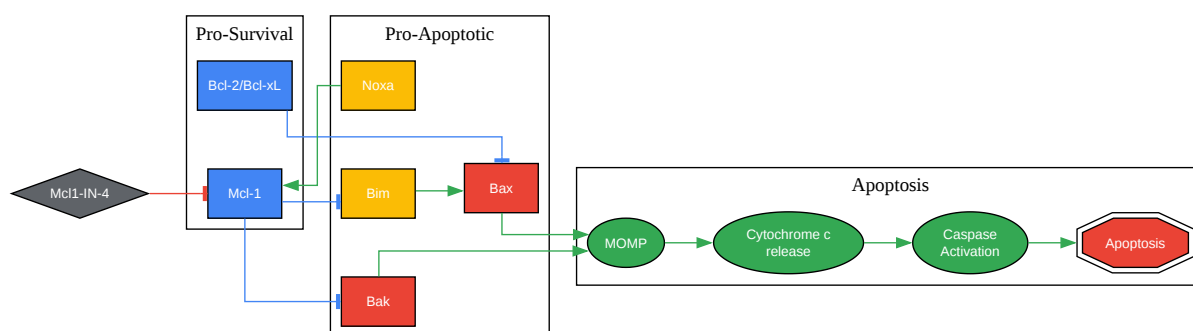 Pro-Survival
Pro-Apoptotic
Bcl-2/Bcl-xL
Noxa
Mcl1-IN-4
Mcl-1
Bim
Bax
Bak
Apoptosis
MOMP
Cytochrome c
release
Caspase
Activation
Apoptosis